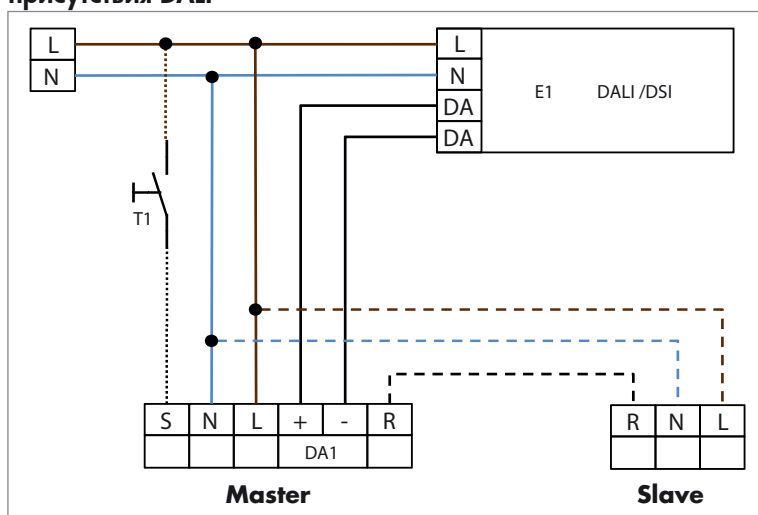 присутствия DALI
L
N
L
N
DA
DA
E1 DALI /DSI
T1
S N L + - R
DA1
R N L
Master
Slave